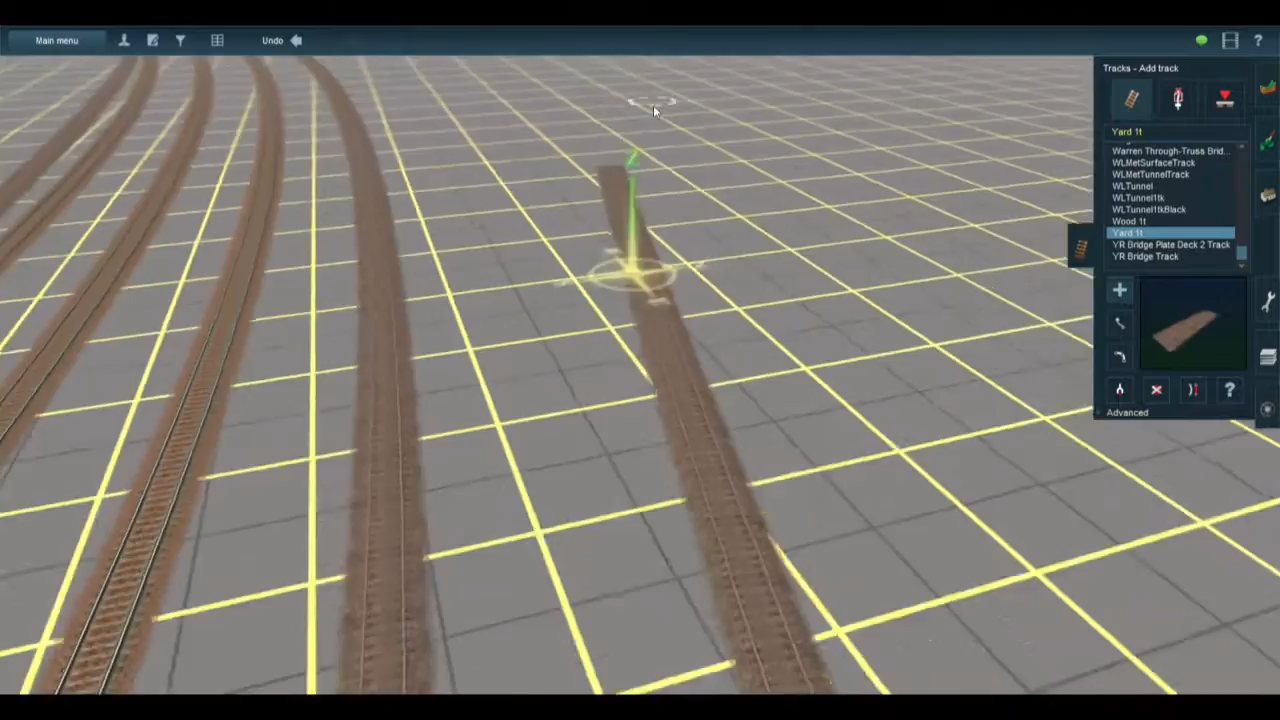 Main menu
Undo
?
Tracks - Add track
Yard 1t
Warren Through-Truss Brid...
WLMetSurfaceTrack
WLMetTunnelTrack
WLTunnel
WLTunnel1tk
WLTunnel1tkBlack
Wood 1t
Yard 1t
YR Bridge Plate Deck 2 Track
YR Bridge Track
?
Advanced